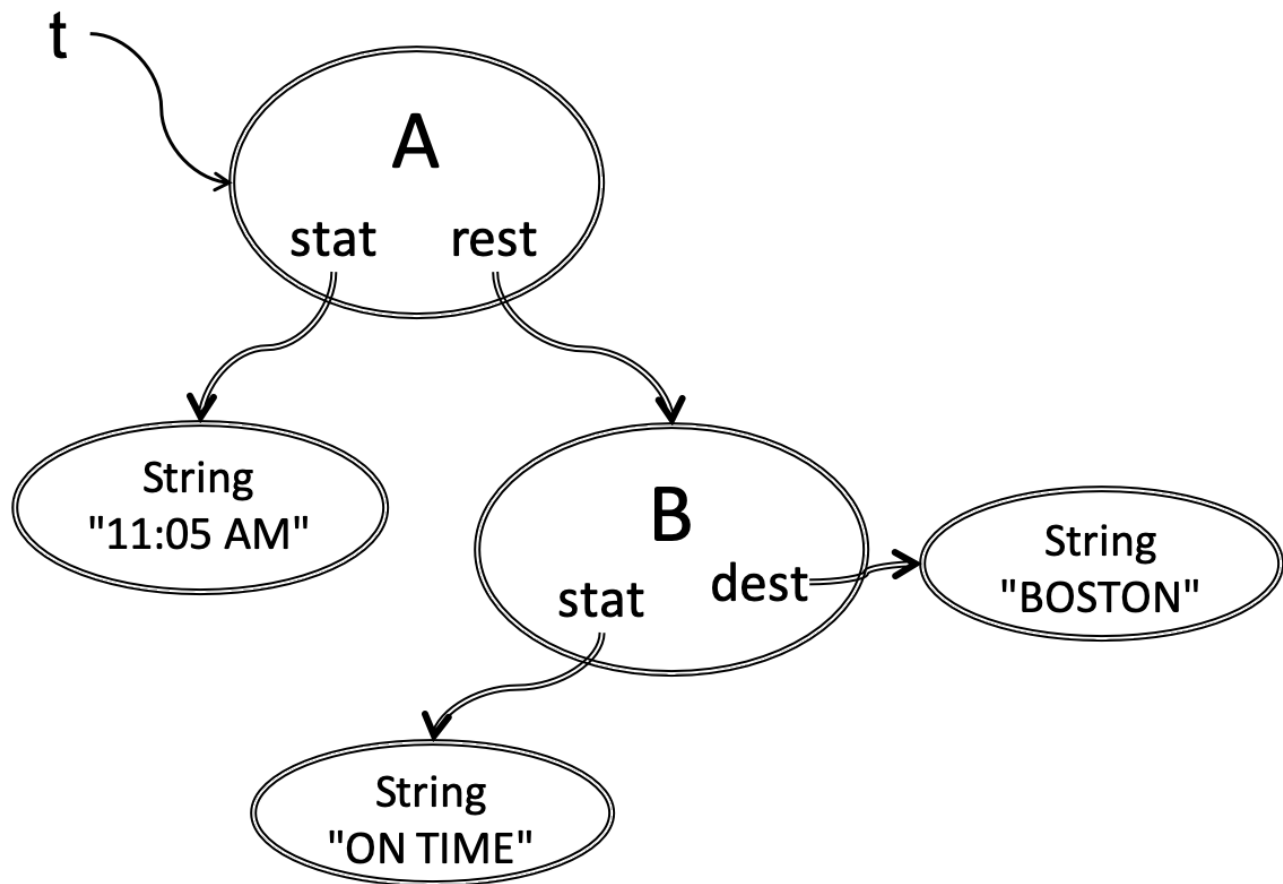 t
A
stat rest
String
"11:05 AM"
B
stat dest
String
"BOSTON"
String
"ON TIME"